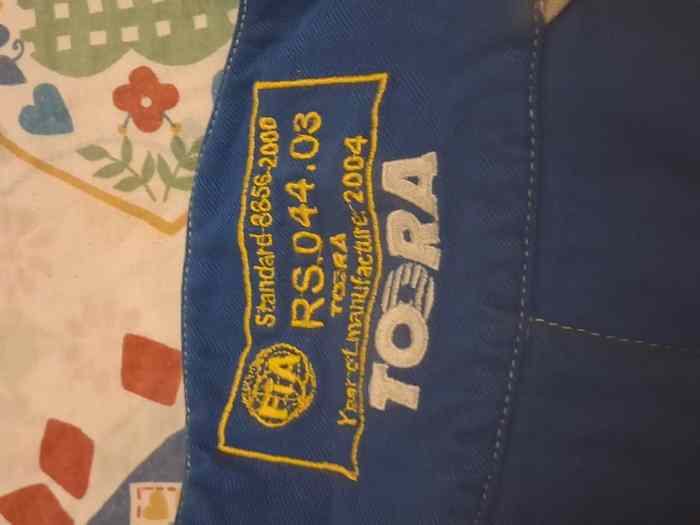 FIA
Standard 8856-2000
RS.044.03
TOORA
Year of manufacture: 2004
TOORA